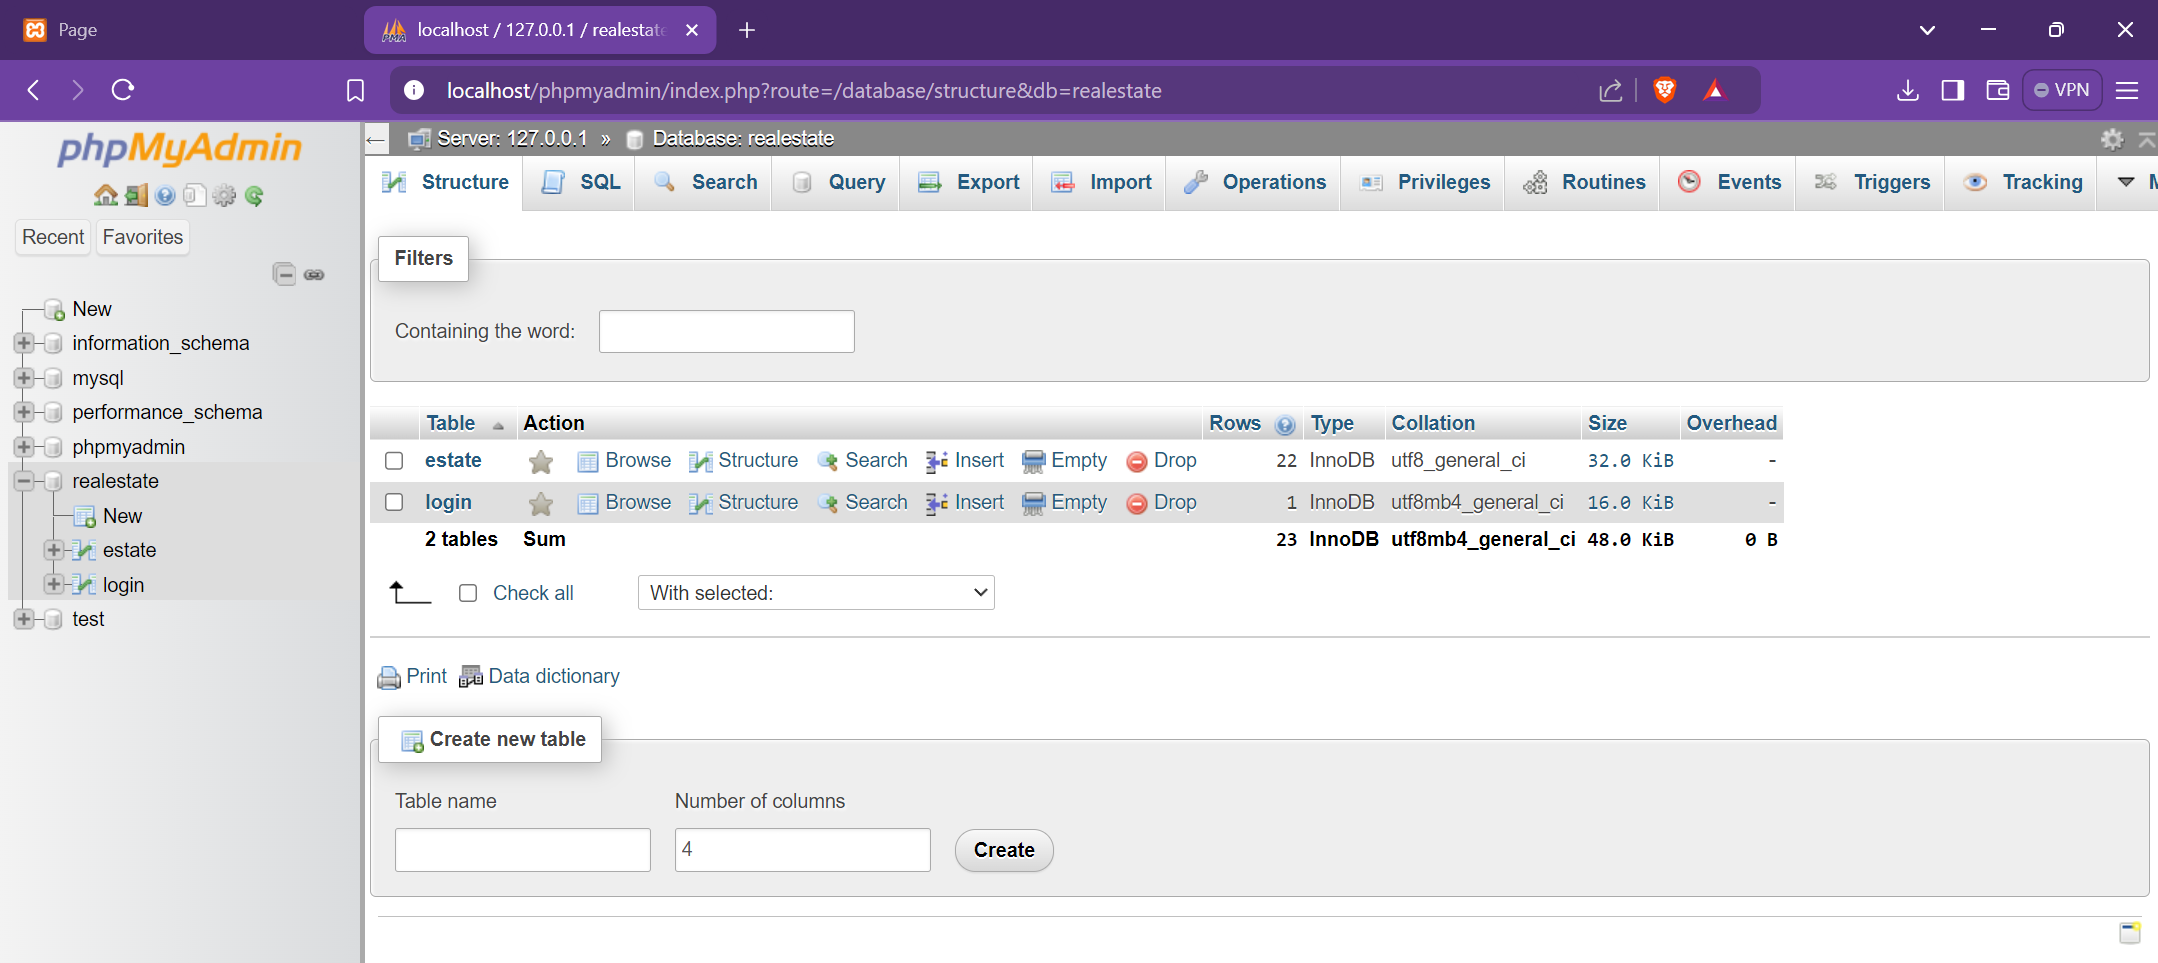 Page
localhost / 127.0.0.1 / realestate
localhost/phpmyadmin/index.php?route=/database/structure&db=realestate
VPN
phpMyAdmin
Recent Favorites
New
information_schema
mysql
performance_schema
phpmyadmin
realestate
New
estate
login
test
Server: 127.0.0.1 » Database: realestate
Structure SQL Search Query Export Import Operations Privileges Routines Events Triggers Tracking
Filters
Containing the word:
Table Action Rows Type Collation Size Overhead
estate Browse Structure Search Insert Empty Drop 22 InnoDB utf8_general_ci 32.0 KiB -
login Browse Structure Search Insert Empty Drop 1 InnoDB utf8mb4_general_ci 16.0 KiB -
2 tables Sum 23 InnoDB utf8mb4_general_ci 48.0 KiB 0 B
Check all With selected:
Print Data dictionary
Create new table
Table name Number of columns
4 Create